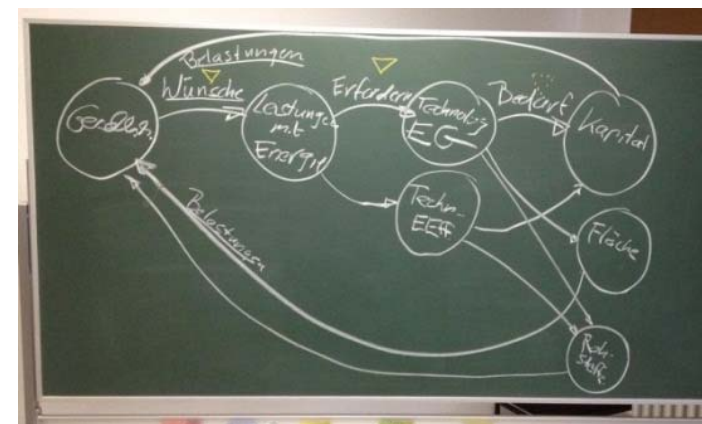 Belastungen
Wünsche
Erfordern
Bedarf
Gesellsch.
Leistungen
mit
Energie
Technolog
EG
Kapital
Techn.
EEff
Fläche
Belastungen
Roh-
stoffe